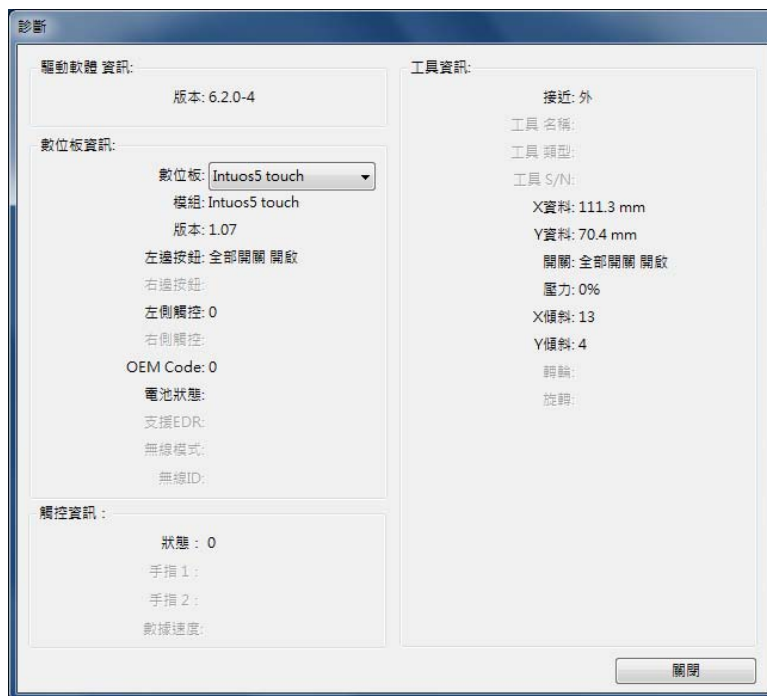 診斷
驅動軟體 資訊:
版本: 6.2.0-4
數位板資訊:
數位板: Intuos5 touch
模組: Intuos5 touch
版本: 1.07
左邊按鈕: 全部開關 開啟
右邊按鈕:
左側觸控: 0
右側觸控:
OEM Code: 0
電池狀態:
支援EDR:
無線模式:
無線ID:
觸控資訊：
狀態： 0
手指 1：
手指 2：
數據速度:
工具資訊:
接近: 外
工具 名稱:
工具 類型:
工具 S/N:
X資料: 111.3 mm
Y資料: 70.4 mm
開關: 全部開關 開啟
壓力: 0%
X傾斜: 13
Y傾斜: 4
轉輪:
旋轉:
關閉